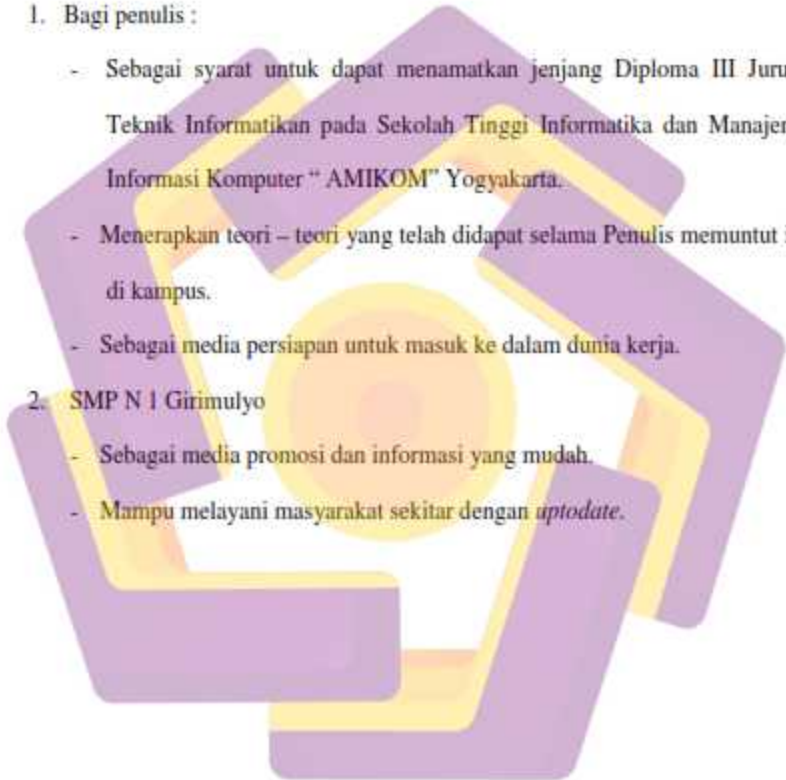 1. Bagi penulis :
- Sebagai syarat untuk dapat menamatkan jenjang Diploma III Juru
Teknik Informatikan pada Sekolah Tinggi Informatika dan Manajer
Informasi Komputer “ AMIKOM” Yogyakarta.
- Menerapkan teori – teori yang telah didapat selama Penulis memuntut i
di kampus.
- Sebagai media persiapan untuk masuk ke dalam dunia kerja.
2. SMP N 1 Girimulyo
- Sebagai media promosi dan informasi yang mudah.
- Mampu melayani masyarakat sekitar dengan uptodate.